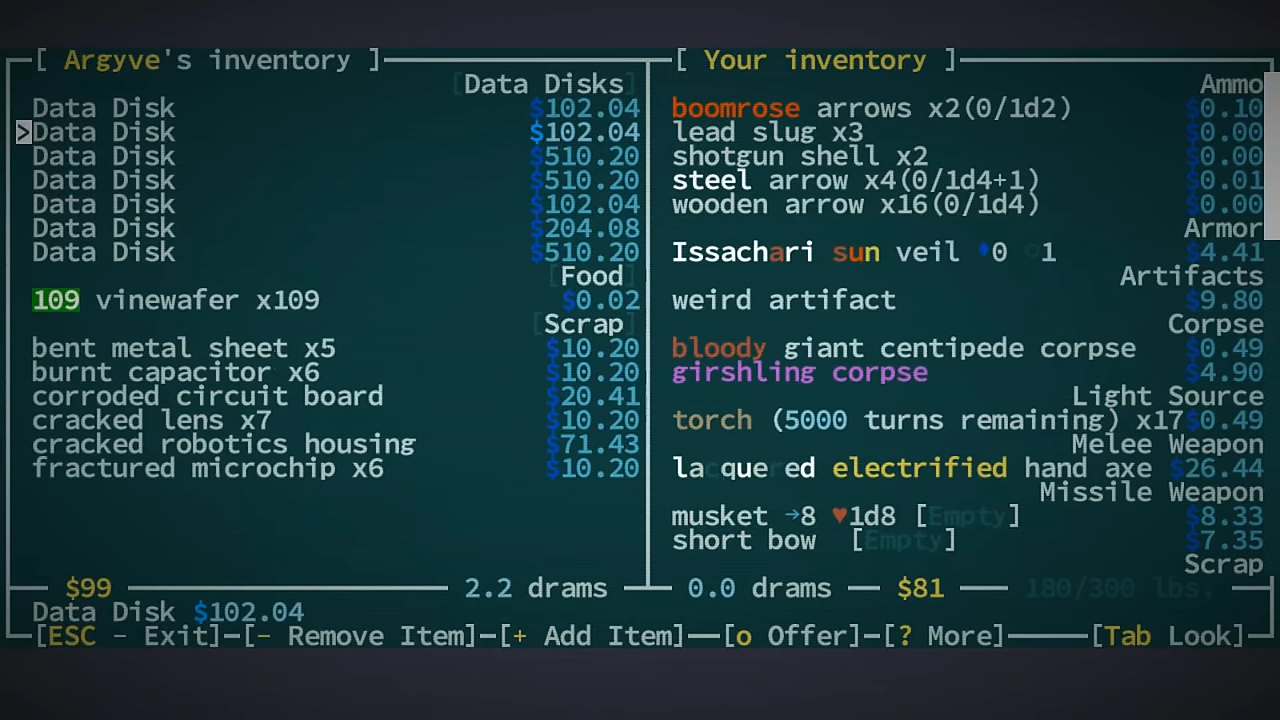 [ Argyve's inventory ]
[Data Disks]
Data Disk $102.04
>Data Disk $102.04
Data Disk $510.20
Data Disk $510.20
Data Disk $102.04
Data Disk $204.08
Data Disk $510.20
[Food]
109 vinewafer x109 $0.02
[Scrap]
bent metal sheet x5 $10.20
burnt capacitor x6 $10.20
corroded circuit board $20.41
cracked lens x7 $10.20
cracked robotics housing $71.43
fractured microchip x6 $10.20
$99 2.2 drams
[ Your inventory ]
Ammo
boomrose arrows x2(0/1d2) $0.10
lead slug x3 $0.00
shotgun shell x2 $0.00
steel arrow x4(0/1d4+1) $0.01
wooden arrow x16(0/1d4) $0.00
Armor
Issachari sun veil ♦0 ○1 $4.41
Artifacts
weird artifact $9.80
Corpse
bloody giant centipede corpse $0.49
girshling corpse $4.90
Light Source
torch (5000 turns remaining) x17 $0.49
Melee Weapon
lacquered electrified hand axe $26.44
Missile Weapon
musket →8 ♥1d8 [Empty] $8.33
short bow [Empty] $7.35
Scrap
0.0 drams $81 180/300 lbs.
Data Disk $102.04
[ESC - Exit] [- Remove Item] [+ Add Item] [o Offer] [? More] [Tab Look]